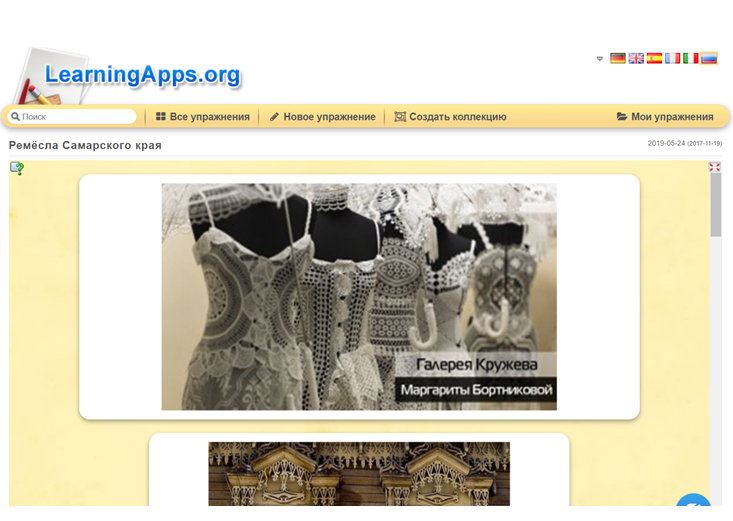 LearningApps.org
Поиск
Все упражнения
Новое упражнение
Создать коллекцию
Мои упражнения
Ремёсла Самарского края
2019-05-24 (2017-11-19)
Галерея Кружева
Маргариты Бортниковой